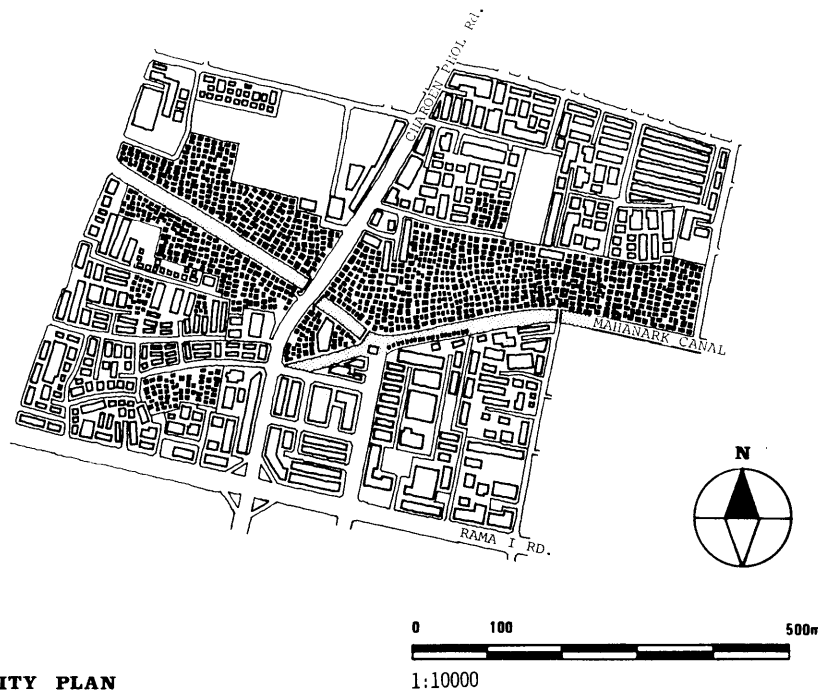 CHAROEN PHOL Rd.
MAHANARK CANAL
RAMA I RD.
N
0 100 500m
1:10000
ITY PLAN